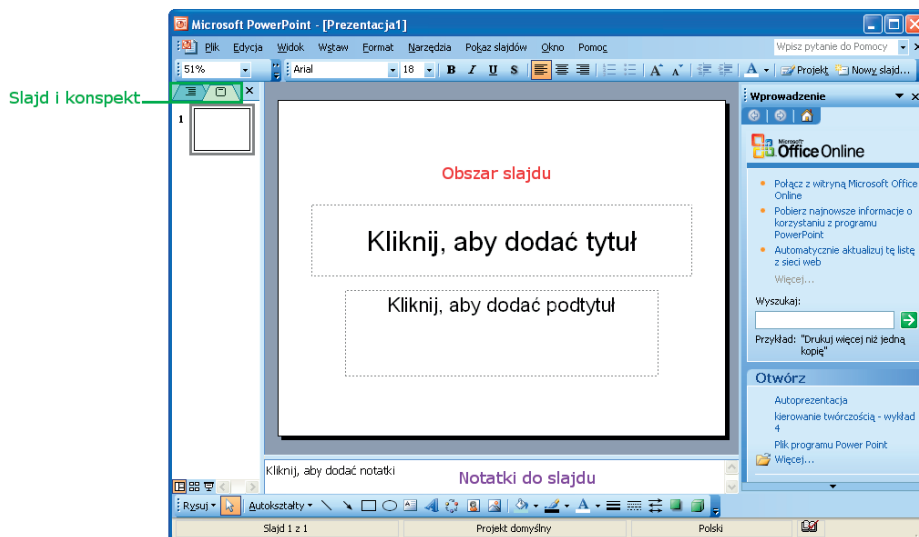 Microsoft PowerPoint - [Prezentacja1]
Plik Edycja Widok Wstaw Format Narzędzia Pokaz slajdów Okno Pomoc Wpisz pytanie do Pomocy
51% Arial 18 B I U S A A A Projekt Nowy slajd...
Slajd i konspekt
Wprowadzenie
1
Microsoft
Office Online
Obszar slajdu
Połącz z witryną Microsoft Office
Online
Pobierz najnowsze informacje o
korzystaniu z programu
PowerPoint
Automatycznie aktualizuj tę listę
z sieci web
Więcej...
Kliknij, aby dodać tytuł
Kliknij, aby dodać podtytuł
Wyszukaj:
Przykład: "Drukuj więcej niż jedną
kopię"
Otwórz
Autoprezentacja
kierowanie twórczością - wykład
4
Plik programu Power Point
Więcej...
Kliknij, aby dodać notatki
Notatki do slajdu
Rysuj Autokształty A A
Slajd 1 z 1 Projekt domyślny Polski